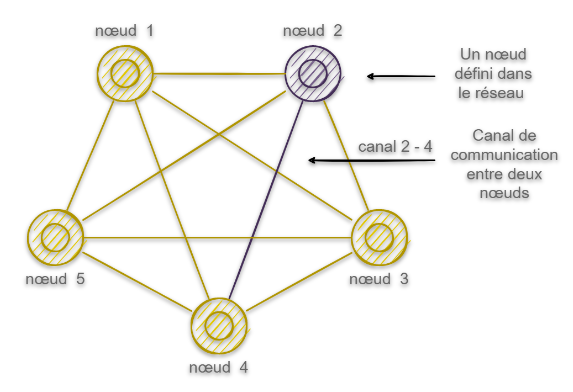 nœud 1
nœud 2
Un nœud
défini dans
le réseau
canal 2 - 4
Canal de
communication
entre deux
nœuds
nœud 5
nœud 3
nœud 4